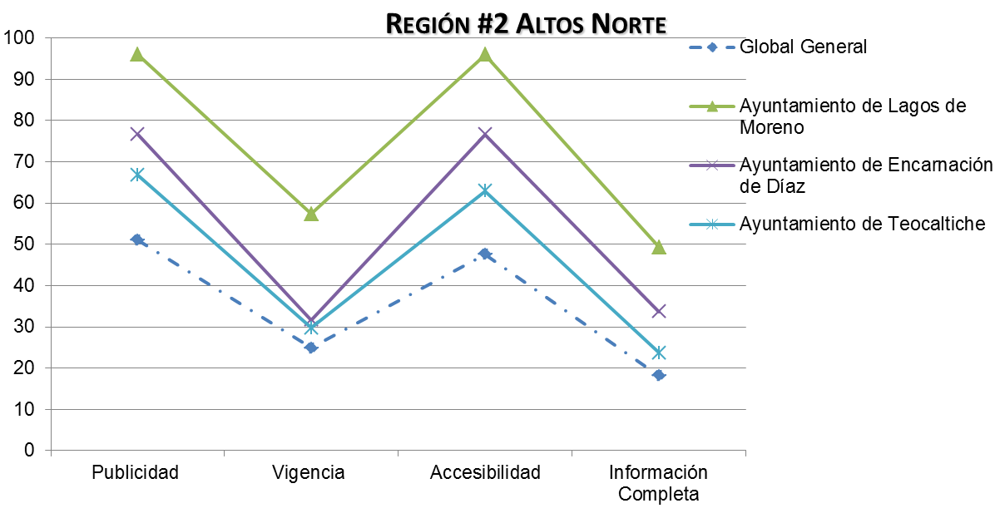 REGIÓN #2 ALTOS NORTE
100
90
80
70
60
50
40
30
20
10
0
Publicidad
Vigencia
Accesibilidad
Información
Completa
Global General
Ayuntamiento de Lagos de
Moreno
Ayuntamiento de Encarnación
de Díaz
Ayuntamiento de Teocaltiche